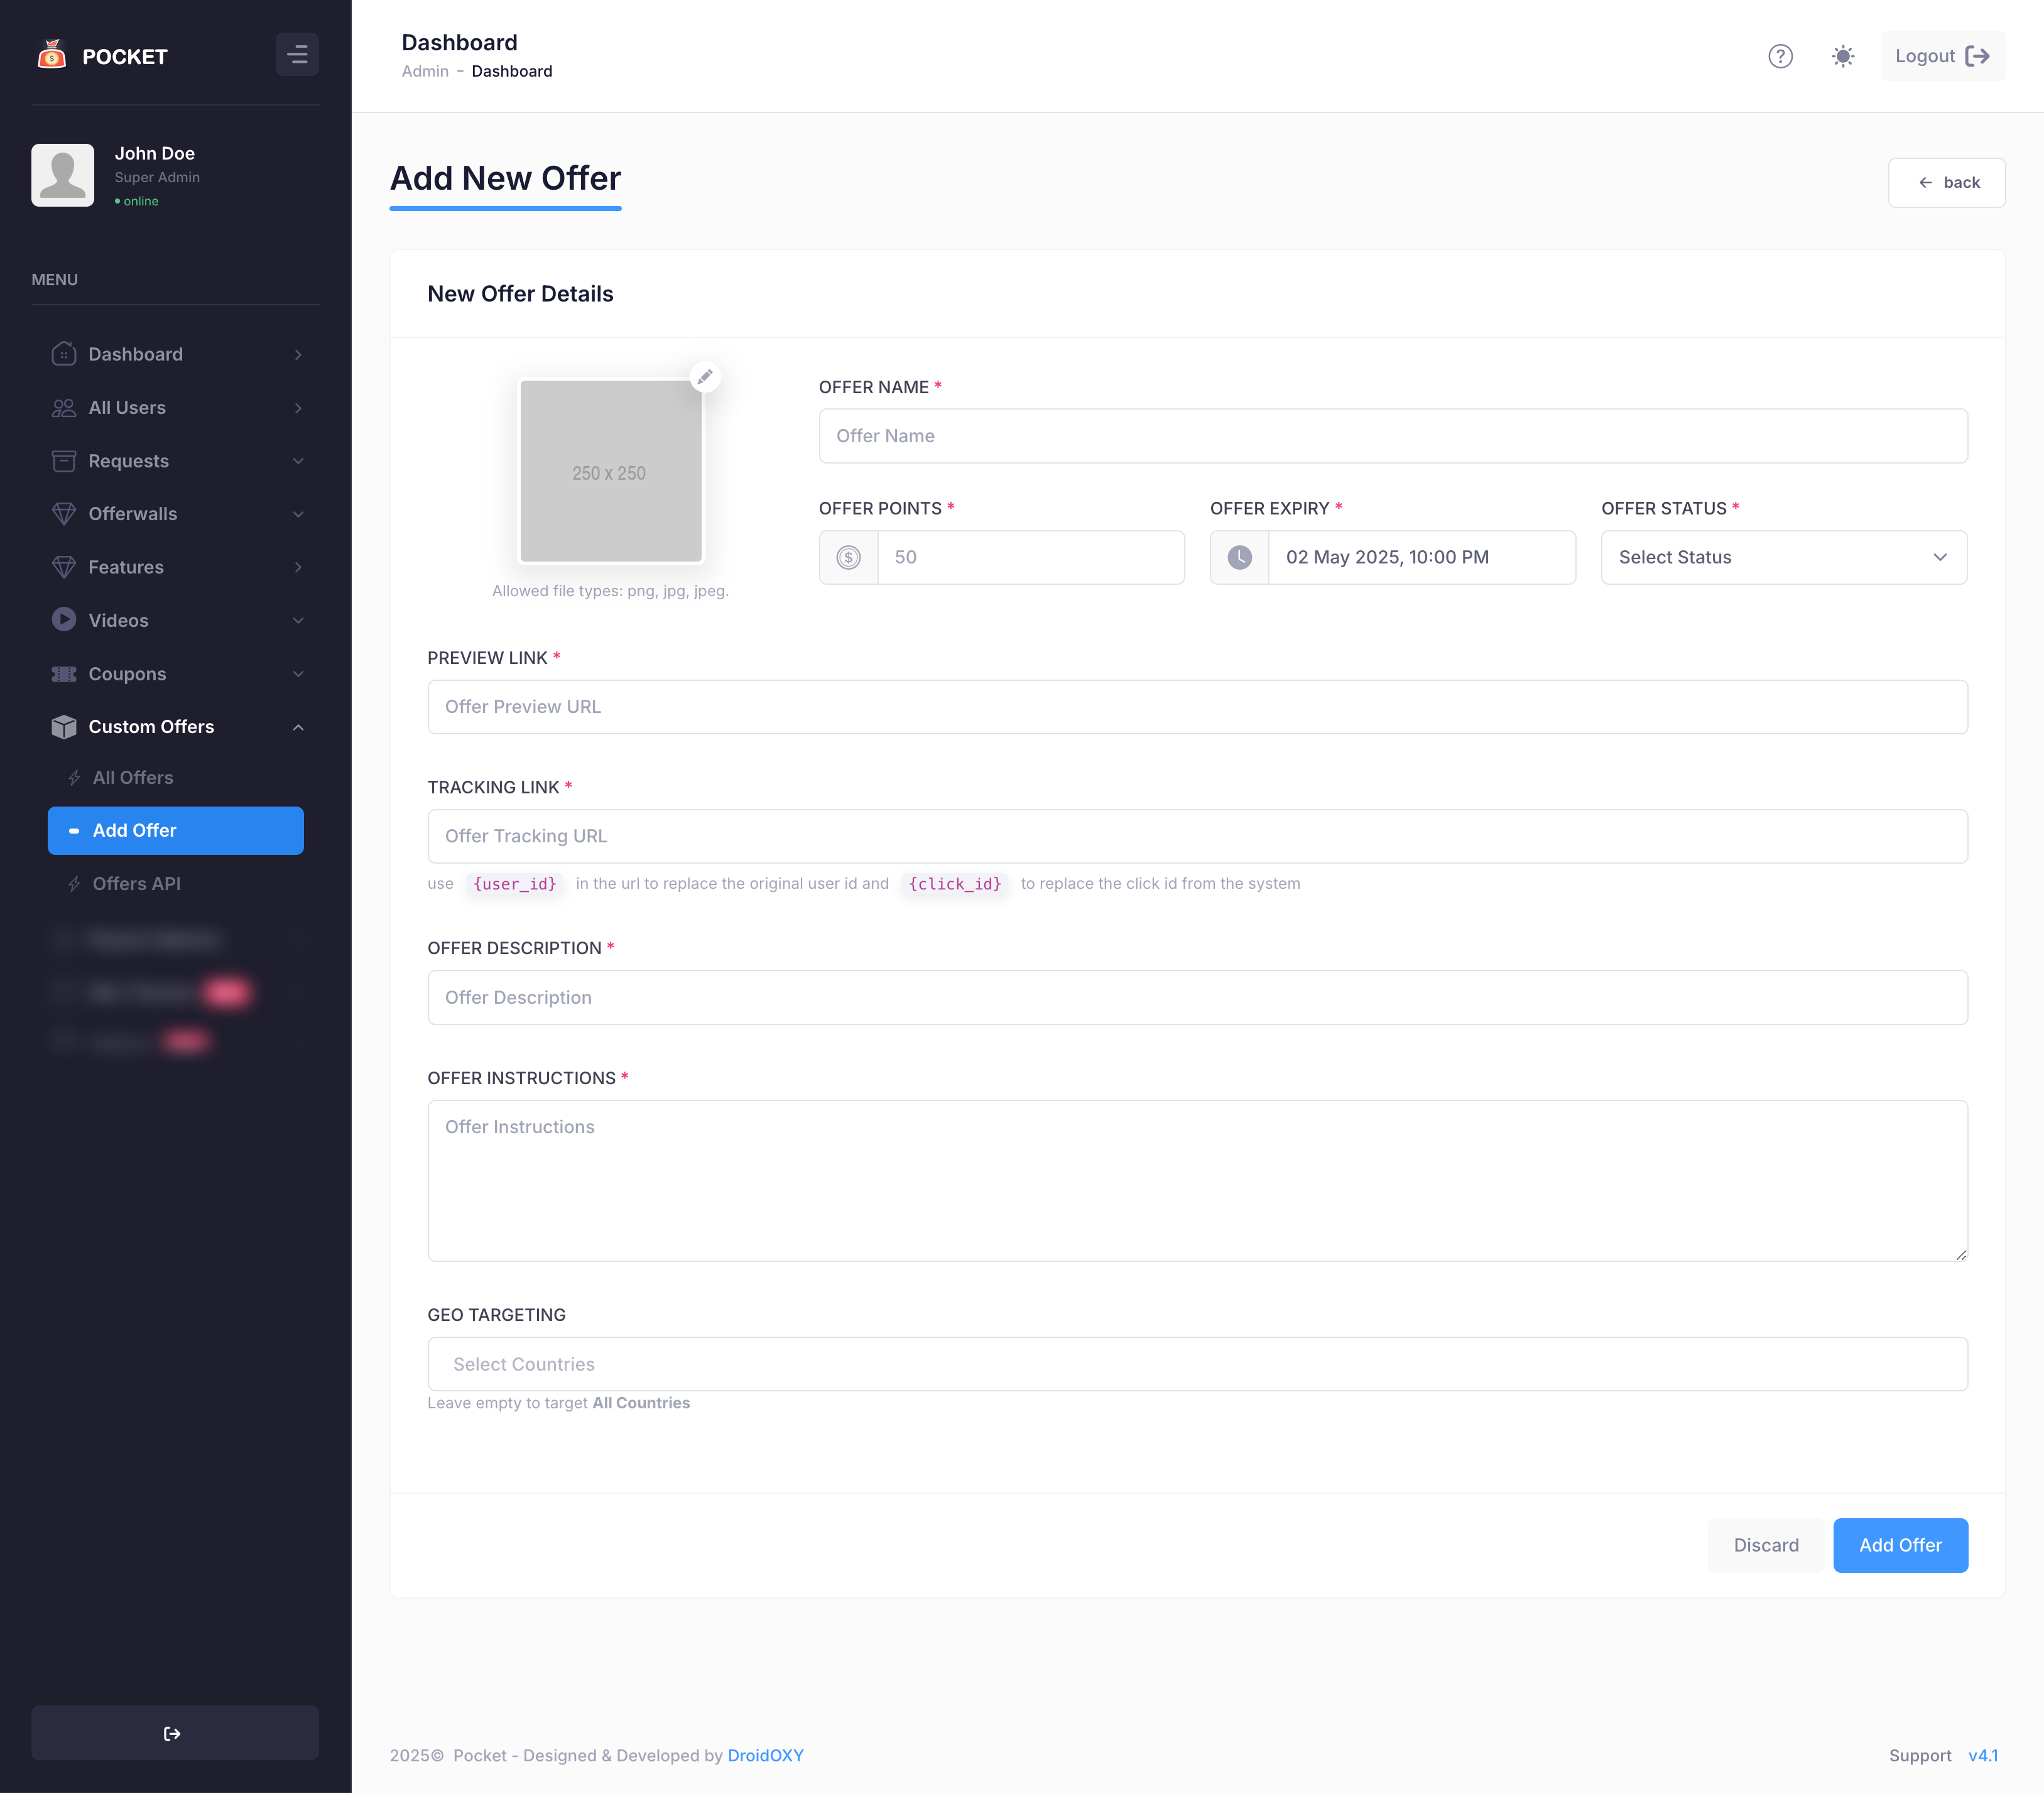 POCKET
John Doe
Super Admin
online
MENU
Dashboard
All Users
Requests
Offerwalls
Features
Videos
Coupons
Custom Offers
All Offers
Add Offer
Offers API
Dashboard
Admin - Dashboard
Logout
Add New Offer
back
New Offer Details
250 x 250
Allowed file types: png, jpg, jpeg.
OFFER NAME *
Offer Name
OFFER POINTS *
50
OFFER EXPIRY *
02 May 2025, 10:00 PM
OFFER STATUS *
Select Status
PREVIEW LINK *
Offer Preview URL
TRACKING LINK *
Offer Tracking URL
use {user_id} in the url to replace the original user id and {click_id} to replace the click id from the system
OFFER DESCRIPTION *
Offer Description
OFFER INSTRUCTIONS *
Offer Instructions
GEO TARGETING
Select Countries
Leave empty to target All Countries
Discard
Add Offer
2025© Pocket - Designed & Developed by DroidOXY
Support v4.1